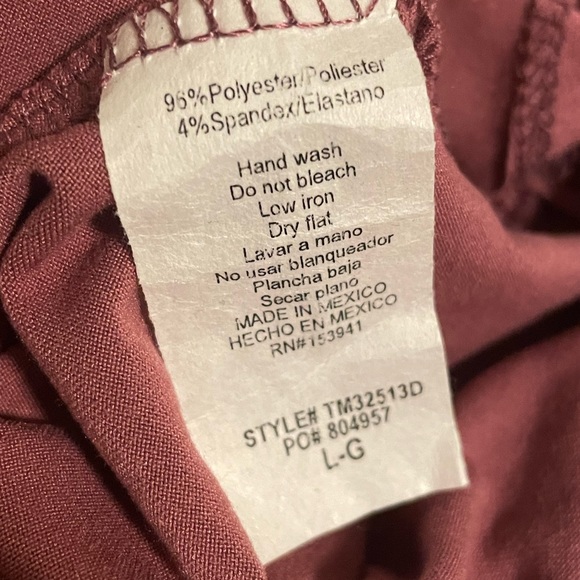 96%Polyester/Poliester
4%Spandex/Elastano
Hand wash
Do not bleach
Low iron
Dry flat
Lavar a mano
No usar blanqueador
Plancha baja
Secar plano
MADE IN MEXICO
HECHO EN MEXICO
RN#153941
STYLE# TM32513D
PO# 804957
L-G